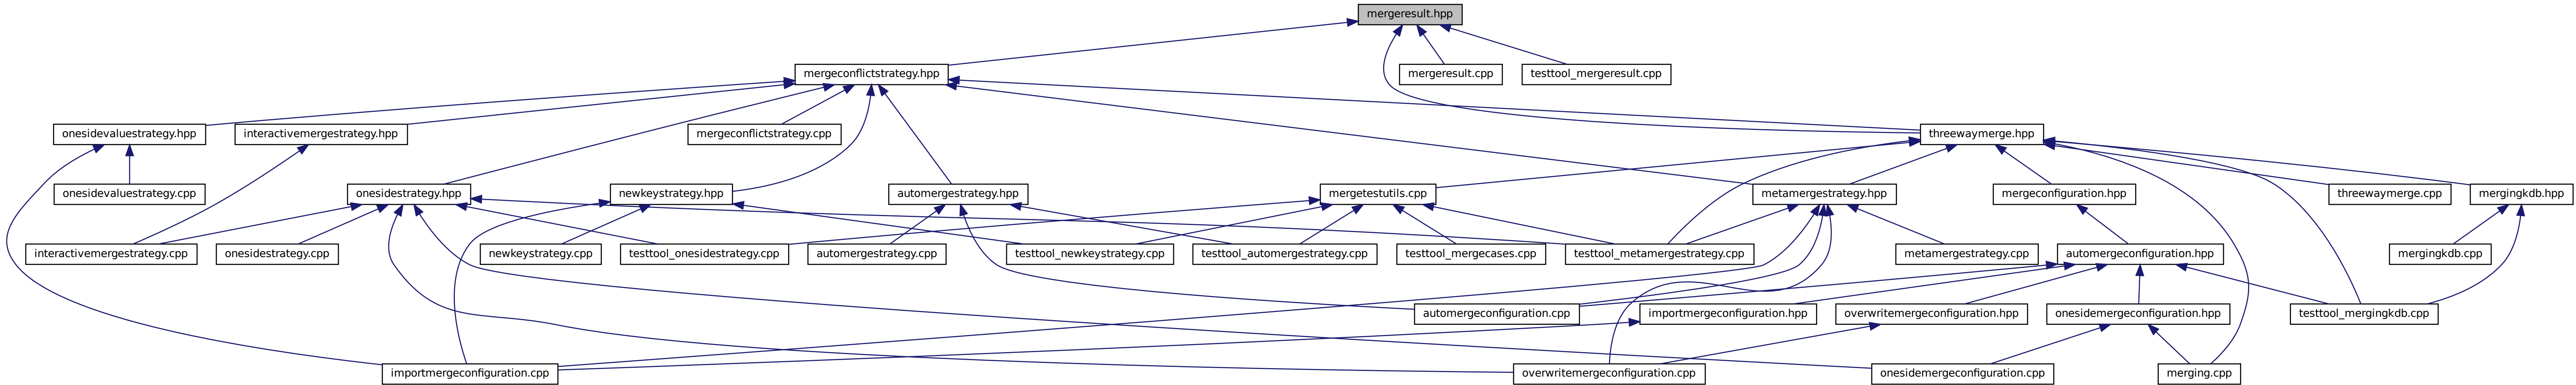 mergeresult.hpp
mergeconflictstrategy.hpp
mergeresult.cpp
testtool_mergeresult.cpp
onesidevaluestrategy.hpp
interactivemergestrategy.hpp
mergeconflictstrategy.cpp
threewaymerge.hpp
onesidevaluestrategy.cpp
onesidestrategy.hpp
newkeystrategy.hpp
automergestrategy.hpp
mergetestutils.cpp
metamergestrategy.hpp
mergeconfiguration.hpp
threewaymerge.cpp
mergingkdb.hpp
interactivemergestrategy.cpp
onesidestrategy.cpp
newkeystrategy.cpp
testtool_onesidestrategy.cpp
automergestrategy.cpp
testtool_newkeystrategy.cpp
testtool_automergestrategy.cpp
testtool_mergecases.cpp
testtool_metamergestrategy.cpp
metamergestrategy.cpp
automergeconfiguration.hpp
mergingkdb.cpp
automergeconfiguration.cpp
importmergeconfiguration.hpp
overwritemergeconfiguration.hpp
onesidemergeconfiguration.hpp
testtool_mergingkdb.cpp
importmergeconfiguration.cpp
overwritemergeconfiguration.cpp
onesidemergeconfiguration.cpp
merging.cpp